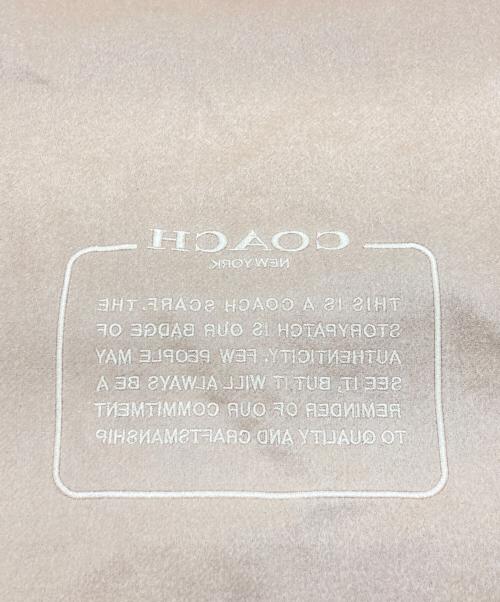 COACH
NEW YORK
THIS IS A COACH SCARF. THE
STORYPATCH IS OUR BADGE OF
AUTHENTICITY. FEW PEOPLE MAY
SEE IT, BUT IT WILL ALWAYS BE A
REMINDER OF OUR COMMITMENT
TO QUALITY AND CRAFTSMANSHIP